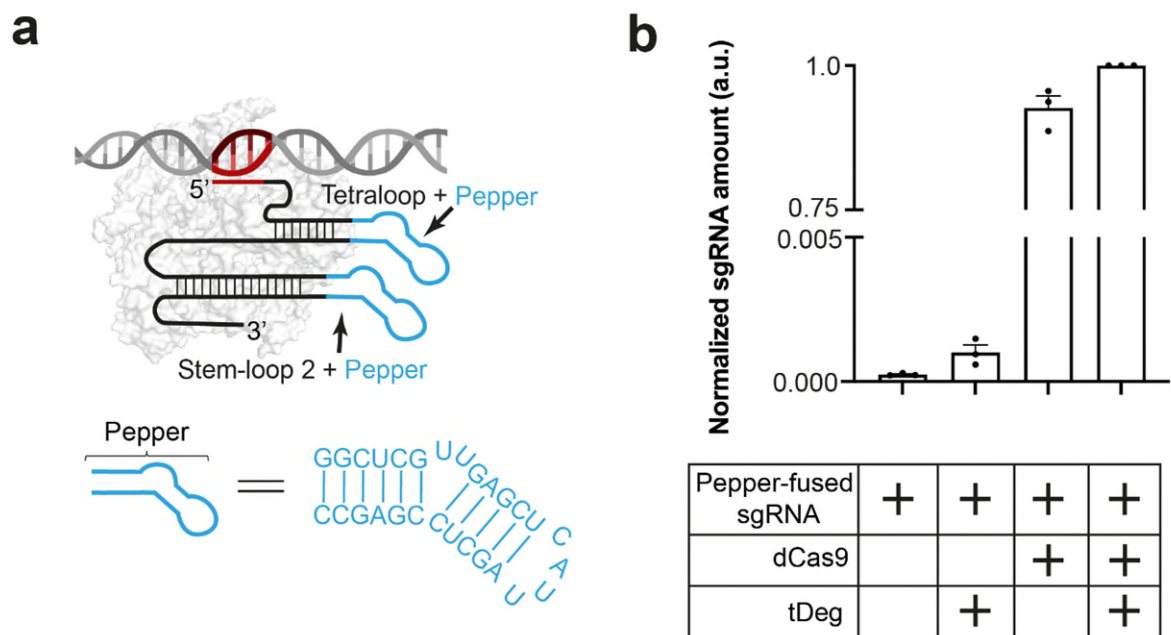 a
5’
Tetraloop + Pepper
3’
Stem-loop 2 + Pepper
Pepper
GGCUCG UUGAGCU C
A
U
CCGAGC CUCGA U U
b
Normalized sgRNA amount (a.u.)
1.0
0.75
0.005
0.000
Pepper-fused
sgRNA + + + +
dCas9 + +
tDeg + +